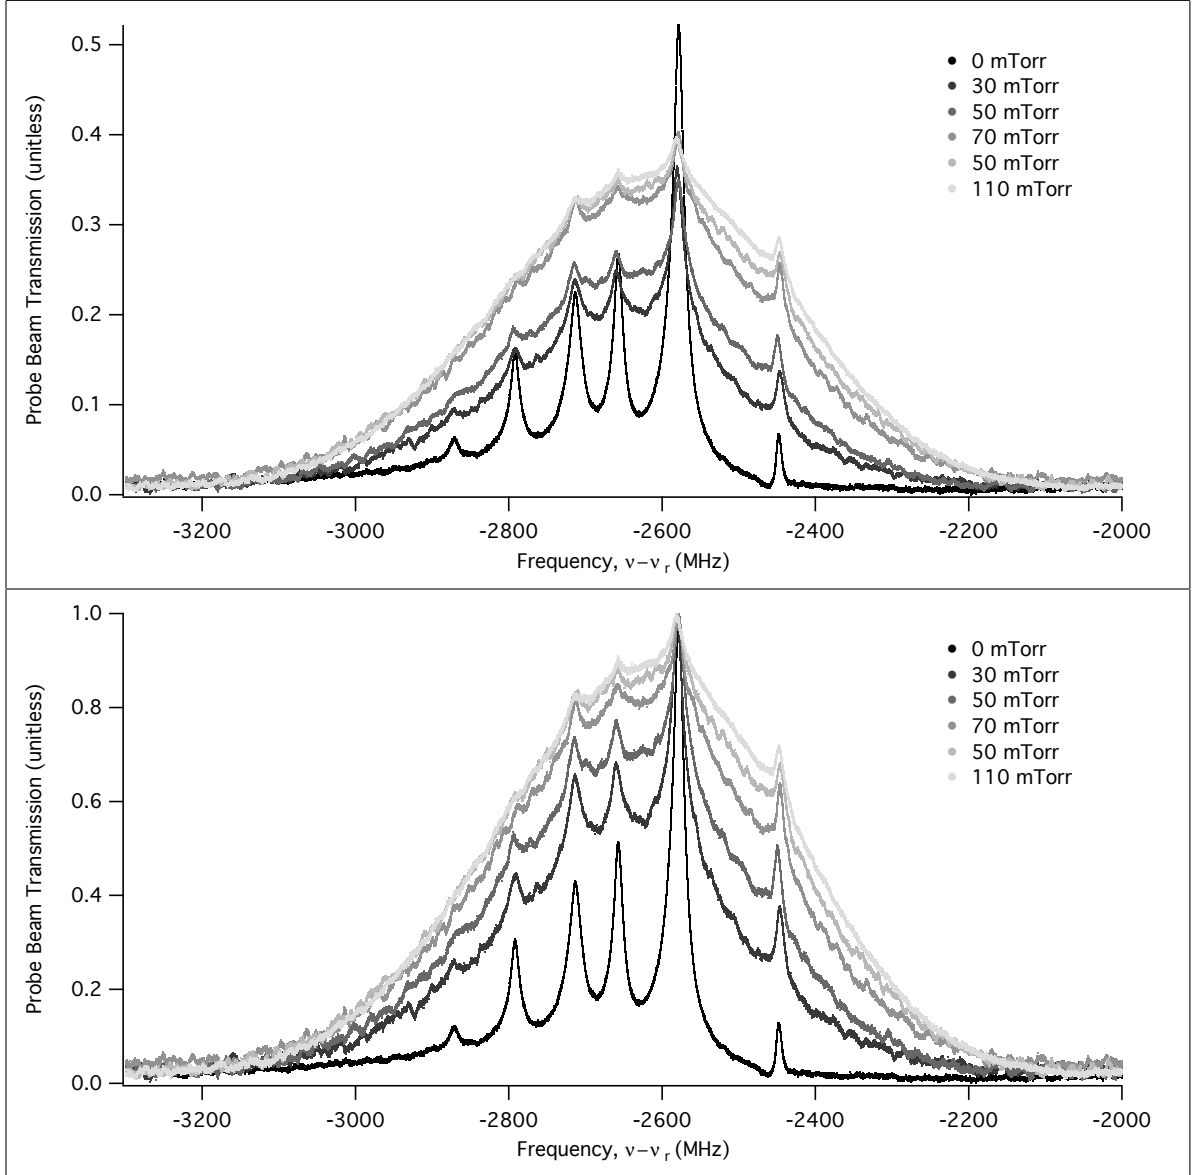 0.5
0.4
0.3
0.2
0.1
0.0
Probe Beam Transmission (unitless)
0 mTorr
30 mTorr
50 mTorr
70 mTorr
50 mTorr
110 mTorr
-3200 -3000 -2800 -2600 -2400 -2200 -2000
Frequency, ν−ν r (MHz)
1.0
0.8
0.6
0.4
0.2
0.0
Probe Beam Transmission (unitless)
0 mTorr
30 mTorr
50 mTorr
70 mTorr
50 mTorr
110 mTorr
-3200 -3000 -2800 -2600 -2400 -2200 -2000
Frequency, ν−ν r (MHz)